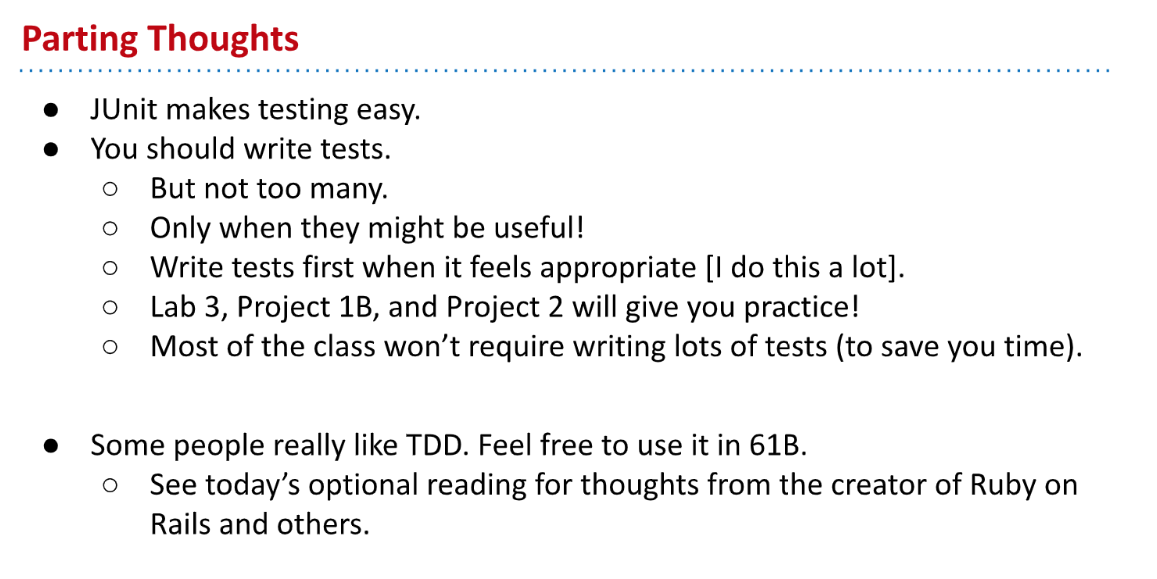 Parting Thoughts
● JUnit makes testing easy.
● You should write tests.
○ But not too many.
○ Only when they might be useful!
○ Write tests first when it feels appropriate [I do this a lot].
○ Lab 3, Project 1B, and Project 2 will give you practice!
○ Most of the class won’t require writing lots of tests (to save you time).
● Some people really like TDD. Feel free to use it in 61B.
○ See today’s optional reading for thoughts from the creator of Ruby on
Rails and others.